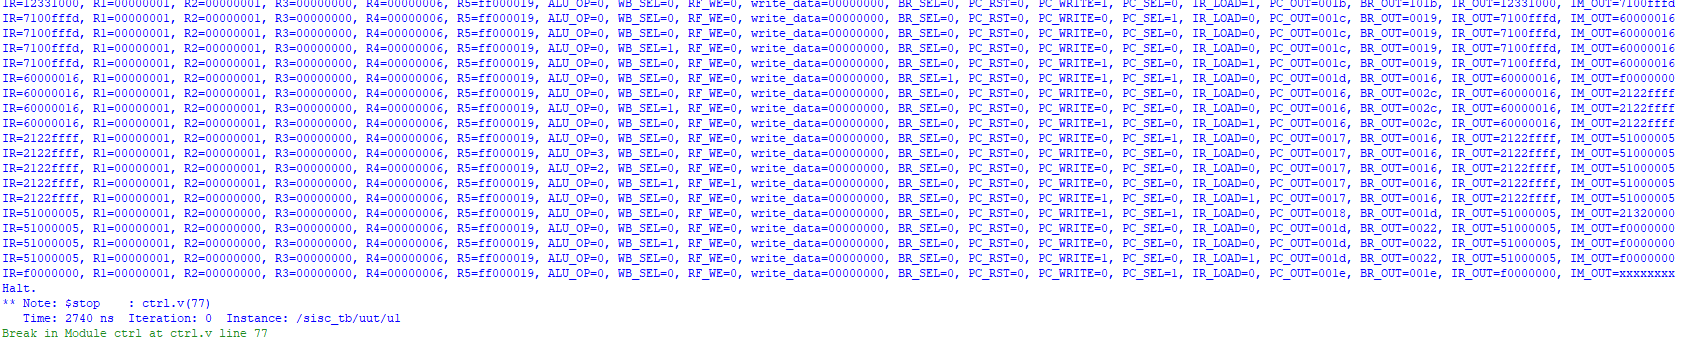 IR=12331000, R1=00000001, R2=00000001, R3=00000000, R4=00000006, R5=ff000019, ALU_OP=0, WB_SEL=0, RF_WE=0, write_data=00000000, BR_SEL=0, PC_RST=0, PC_WRITE=1, PC_SEL=0, IR_LOAD=1, PC_OUT=001b, BR_OUT=101b, IR_OUT=12331000, IM_OUT=7100fffd
IR=7100fffd, R1=00000001, R2=00000001, R3=00000000, R4=00000006, R5=ff000019, ALU_OP=0, WB_SEL=0, RF_WE=0, write_data=00000000, BR_SEL=0, PC_RST=0, PC_WRITE=0, PC_SEL=1, IR_LOAD=0, PC_OUT=001c, BR_OUT=0019, IR_OUT=7100fffd, IM_OUT=60000016
IR=7100fffd, R1=00000001, R2=00000001, R3=00000000, R4=00000006, R5=ff000019, ALU_OP=0, WB_SEL=0, RF_WE=0, write_data=00000000, BR_SEL=0, PC_RST=0, PC_WRITE=0, PC_SEL=0, IR_LOAD=0, PC_OUT=001c, BR_OUT=0019, IR_OUT=7100fffd, IM_OUT=60000016
IR=7100fffd, R1=00000001, R2=00000001, R3=00000000, R4=00000006, R5=ff000019, ALU_OP=0, WB_SEL=1, RF_WE=0, write_data=00000000, BR_SEL=0, PC_RST=0, PC_WRITE=0, PC_SEL=0, IR_LOAD=0, PC_OUT=001c, BR_OUT=0019, IR_OUT=7100fffd, IM_OUT=60000016
IR=7100fffd, R1=00000001, R2=00000001, R3=00000000, R4=00000006, R5=ff000019, ALU_OP=0, WB_SEL=0, RF_WE=0, write_data=00000000, BR_SEL=0, PC_RST=0, PC_WRITE=1, PC_SEL=0, IR_LOAD=1, PC_OUT=001c, BR_OUT=0019, IR_OUT=7100fffd, IM_OUT=60000016
IR=60000016, R1=00000001, R2=00000001, R3=00000000, R4=00000006, R5=ff000019, ALU_OP=0, WB_SEL=0, RF_WE=0, write_data=00000000, BR_SEL=1, PC_RST=0, PC_WRITE=1, PC_SEL=1, IR_LOAD=0, PC_OUT=001d, BR_OUT=0016, IR_OUT=60000016, IM_OUT=f0000000
IR=60000016, R1=00000001, R2=00000001, R3=00000000, R4=00000006, R5=ff000019, ALU_OP=0, WB_SEL=0, RF_WE=0, write_data=00000000, BR_SEL=0, PC_RST=0, PC_WRITE=0, PC_SEL=0, IR_LOAD=0, PC_OUT=0016, BR_OUT=002c, IR_OUT=60000016, IM_OUT=2122ffff
IR=60000016, R1=00000001, R2=00000001, R3=00000000, R4=00000006, R5=ff000019, ALU_OP=0, WB_SEL=1, RF_WE=0, write_data=00000000, BR_SEL=0, PC_RST=0, PC_WRITE=0, PC_SEL=0, IR_LOAD=0, PC_OUT=0016, BR_OUT=002c, IR_OUT=60000016, IM_OUT=2122ffff
IR=60000016, R1=00000001, R2=00000001, R3=00000000, R4=00000006, R5=ff000019, ALU_OP=0, WB_SEL=0, RF_WE=0, write_data=00000000, BR_SEL=0, PC_RST=0, PC_WRITE=1, PC_SEL=0, IR_LOAD=1, PC_OUT=0016, BR_OUT=002c, IR_OUT=60000016, IM_OUT=2122ffff
IR=2122ffff, R1=00000001, R2=00000001, R3=00000000, R4=00000006, R5=ff000019, ALU_OP=0, WB_SEL=0, RF_WE=0, write_data=00000000, BR_SEL=0, PC_RST=0, PC_WRITE=0, PC_SEL=0, IR_LOAD=0, PC_OUT=0017, BR_OUT=0016, IR_OUT=2122ffff, IM_OUT=51000005
IR=2122ffff, R1=00000001, R2=00000001, R3=00000000, R4=00000006, R5=ff000019, ALU_OP=3, WB_SEL=0, RF_WE=0, write_data=00000000, BR_SEL=0, PC_RST=0, PC_WRITE=0, PC_SEL=0, IR_LOAD=0, PC_OUT=0017, BR_OUT=0016, IR_OUT=2122ffff, IM_OUT=51000005
IR=2122ffff, R1=00000001, R2=00000001, R3=00000000, R4=00000006, R5=ff000019, ALU_OP=2, WB_SEL=0, RF_WE=0, write_data=00000000, BR_SEL=0, PC_RST=0, PC_WRITE=0, PC_SEL=0, IR_LOAD=0, PC_OUT=0017, BR_OUT=0016, IR_OUT=2122ffff, IM_OUT=51000005
IR=2122ffff, R1=00000001, R2=00000001, R3=00000000, R4=00000006, R5=ff000019, ALU_OP=0, WB_SEL=1, RF_WE=1, write_data=00000000, BR_SEL=0, PC_RST=0, PC_WRITE=0, PC_SEL=0, IR_LOAD=0, PC_OUT=0017, BR_OUT=0016, IR_OUT=2122ffff, IM_OUT=51000005
IR=2122ffff, R1=00000001, R2=00000000, R3=00000000, R4=00000006, R5=ff000019, ALU_OP=0, WB_SEL=0, RF_WE=0, write_data=00000000, BR_SEL=0, PC_RST=0, PC_WRITE=1, PC_SEL=0, IR_LOAD=1, PC_OUT=0017, BR_OUT=0016, IR_OUT=2122ffff, IM_OUT=51000005
IR=51000005, R1=00000001, R2=00000000, R3=00000000, R4=00000006, R5=ff000019, ALU_OP=0, WB_SEL=0, RF_WE=0, write_data=00000000, BR_SEL=0, PC_RST=0, PC_WRITE=1, PC_SEL=1, IR_LOAD=0, PC_OUT=0018, BR_OUT=001d, IR_OUT=51000005, IM_OUT=21320000
IR=51000005, R1=00000001, R2=00000000, R3=00000000, R4=00000006, R5=ff000019, ALU_OP=0, WB_SEL=0, RF_WE=0, write_data=00000000, BR_SEL=0, PC_RST=0, PC_WRITE=0, PC_SEL=0, IR_LOAD=0, PC_OUT=001d, BR_OUT=0022, IR_OUT=51000005, IM_OUT=f0000000
IR=51000005, R1=00000001, R2=00000000, R3=00000000, R4=00000006, R5=ff000019, ALU_OP=0, WB_SEL=1, RF_WE=0, write_data=00000000, BR_SEL=0, PC_RST=0, PC_WRITE=0, PC_SEL=0, IR_LOAD=0, PC_OUT=001d, BR_OUT=0022, IR_OUT=51000005, IM_OUT=f0000000
IR=51000005, R1=00000001, R2=00000000, R3=00000000, R4=00000006, R5=ff000019, ALU_OP=0, WB_SEL=0, RF_WE=0, write_data=00000000, BR_SEL=0, PC_RST=0, PC_WRITE=1, PC_SEL=0, IR_LOAD=1, PC_OUT=001d, BR_OUT=0022, IR_OUT=51000005, IM_OUT=f0000000
IR=f0000000, R1=00000001, R2=00000000, R3=00000000, R4=00000006, R5=ff000019, ALU_OP=0, WB_SEL=0, RF_WE=0, write_data=00000000, BR_SEL=0, PC_RST=0, PC_WRITE=0, PC_SEL=1, IR_LOAD=0, PC_OUT=001e, BR_OUT=001e, IR_OUT=f0000000, IM_OUT=xxxxxxxx
Halt.
** Note: $stop    : ctrl.v(77)
   Time: 2740 ns  Iteration: 0  Instance: /sisc_tb/uut/u1
Break in Module ctrl at ctrl.v line 77